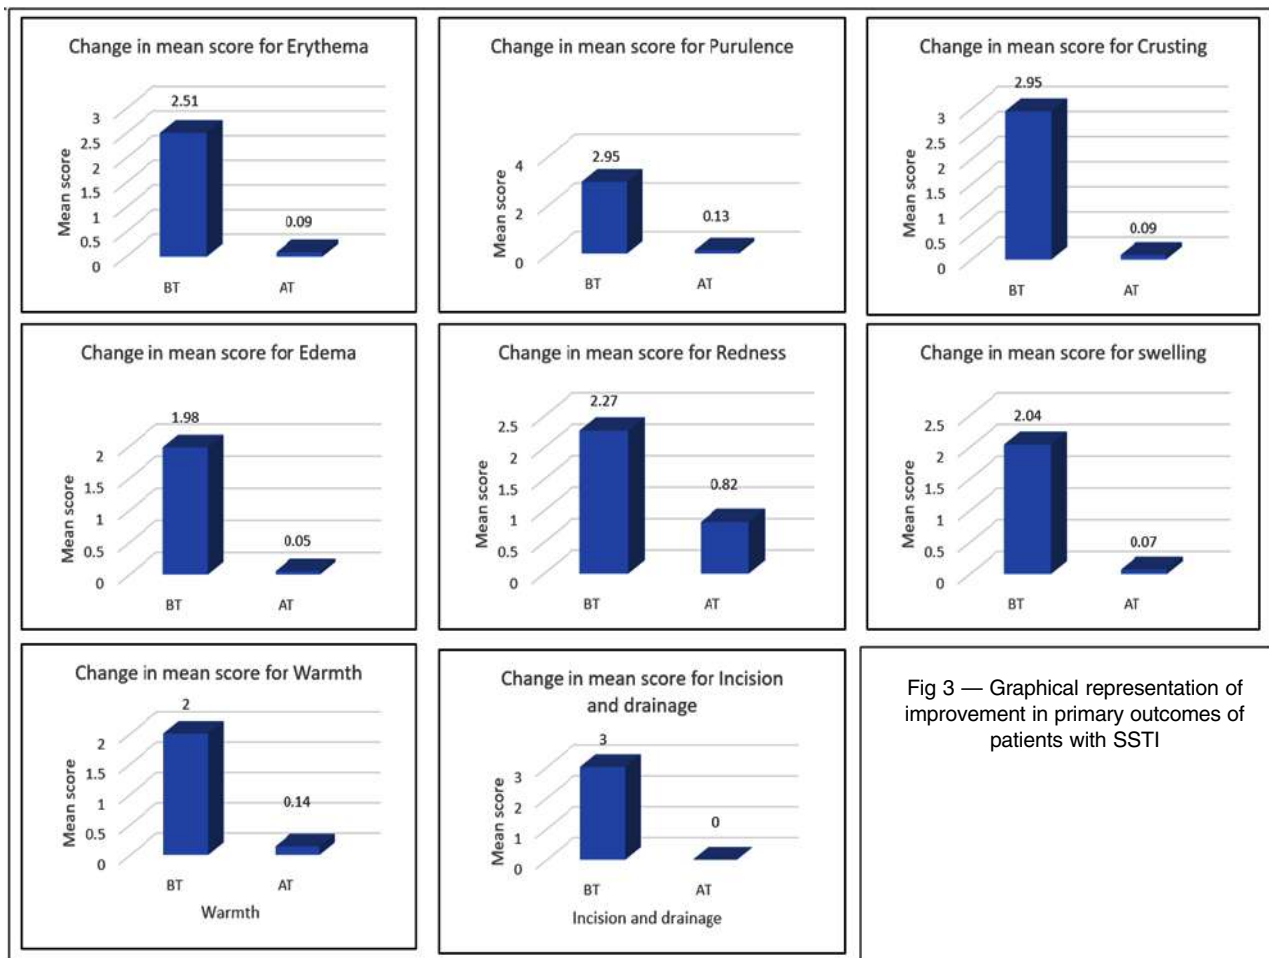 Change in mean score for Erythema
2.51
3
2.5
2
1.5
1
0.5
0
0.09
Mean score
BT AT
Change in mean score for Purulence
2.95
4
2
0
0.13
Mean score
BT AT
Change in mean score for Crusting
2.95
3
2.5
2
1.5
1
0.5
0
0.09
Mean score
BT AT
Change in mean score for Edema
1.98
2
1.5
1
0.5
0
0.05
Mean score
BT AT
Change in mean score for Redness
2.27
2.5
2
1.5
1
0.5
0
0.82
Mean score
BT AT
Change in mean score for swelling
2.04
2.5
2
1.5
1
0.5
0
0.07
Mean score
BT AT
Change in mean score for Warmth
2
2
1.5
1
0.5
0
0.14
Mean score
BT AT
Warmth
Change in mean score for Incision
and drainage
3
3
2
1
0
0
Mean score
BT AT
Incision and drainage
Fig 3 — Graphical representation of
improvement in primary outcomes of
patients with SSTI